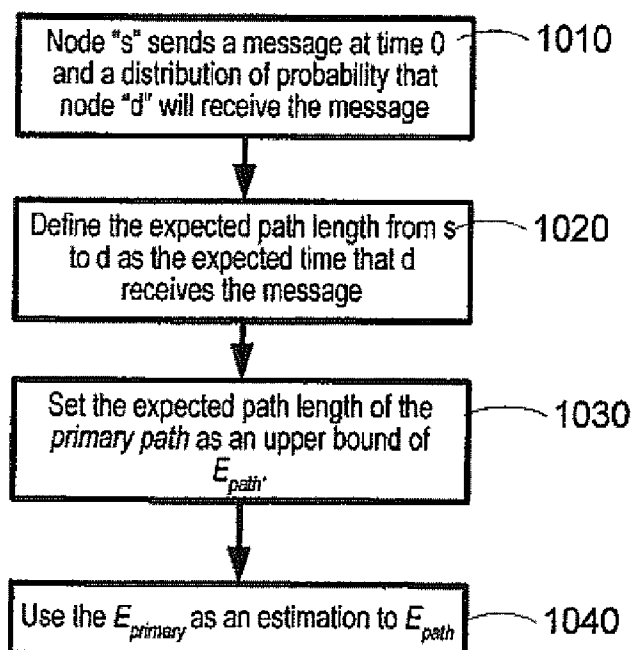 Node "s" sends a message at time 0
and a distribution of probability that
node "d" will receive the message
1010
Define the expected path length from s
to d as the expected time that d
receives the message
1020
Set the expected path length of the
primary path as an upper bound of
E_path.
1030
Use the E_primary as an estimation to E_path
1040